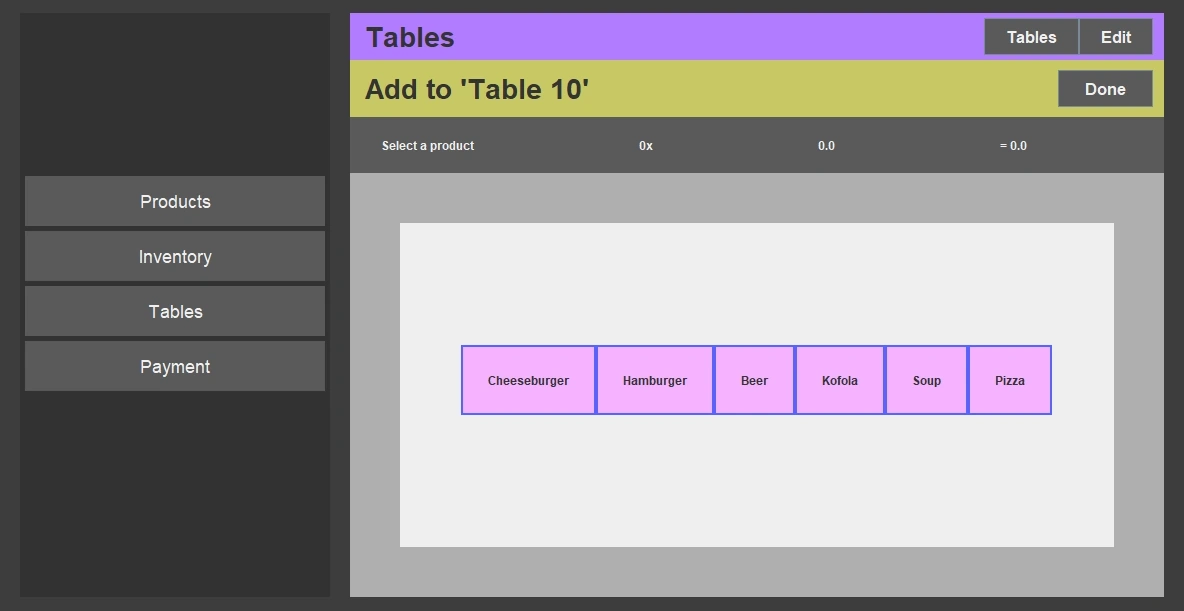 Products
Inventory
Tables
Payment
Tables
Tables Edit
Add to 'Table 10'
Done
Select a product 0x 0.0 = 0.0
Cheeseburger Hamburger Beer Kofola Soup Pizza